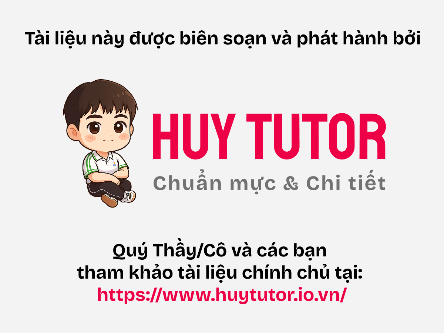 Tài liệu này được biên soạn và phát hành bởi
HUY TUTOR
Chuẩn mực & Chi tiết
Quý Thầy/Cô và các bạn
tham khảo tài liệu chính chủ tại:
https://www.huytutor.io.vn/